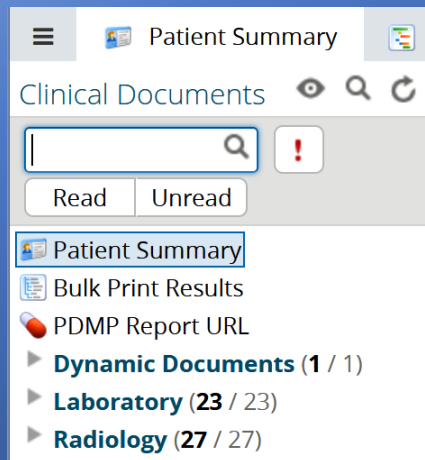 Patient Summary
Clinical Documents
!
Read Unread
Patient Summary
Bulk Print Results
PDMP Report URL
Dynamic Documents (1 / 1)
Laboratory (23 / 23)
Radiology (27 / 27)